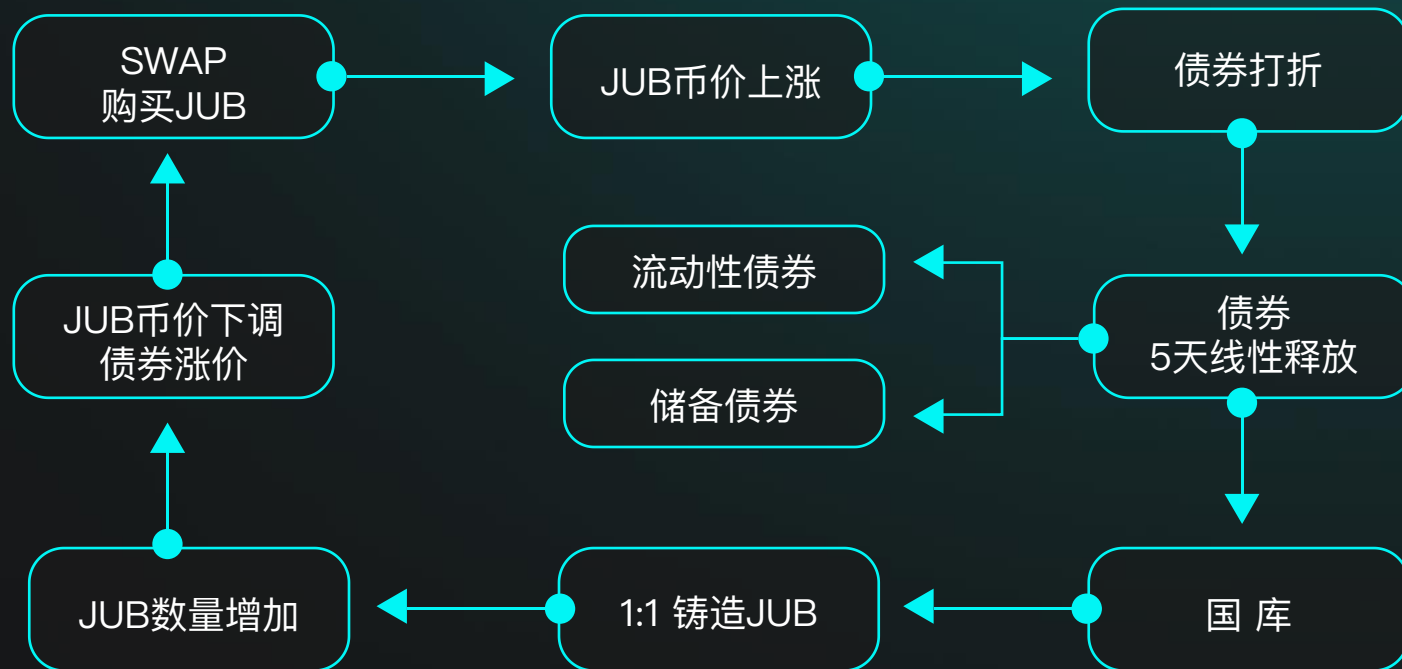 SWAP
购买JUB
JUB币价上涨
债券打折
流动性债券
储备债券
债券
5天线性释放
JUB币价下调
债券涨价
JUB数量增加
1:1 铸造JUB
国 库